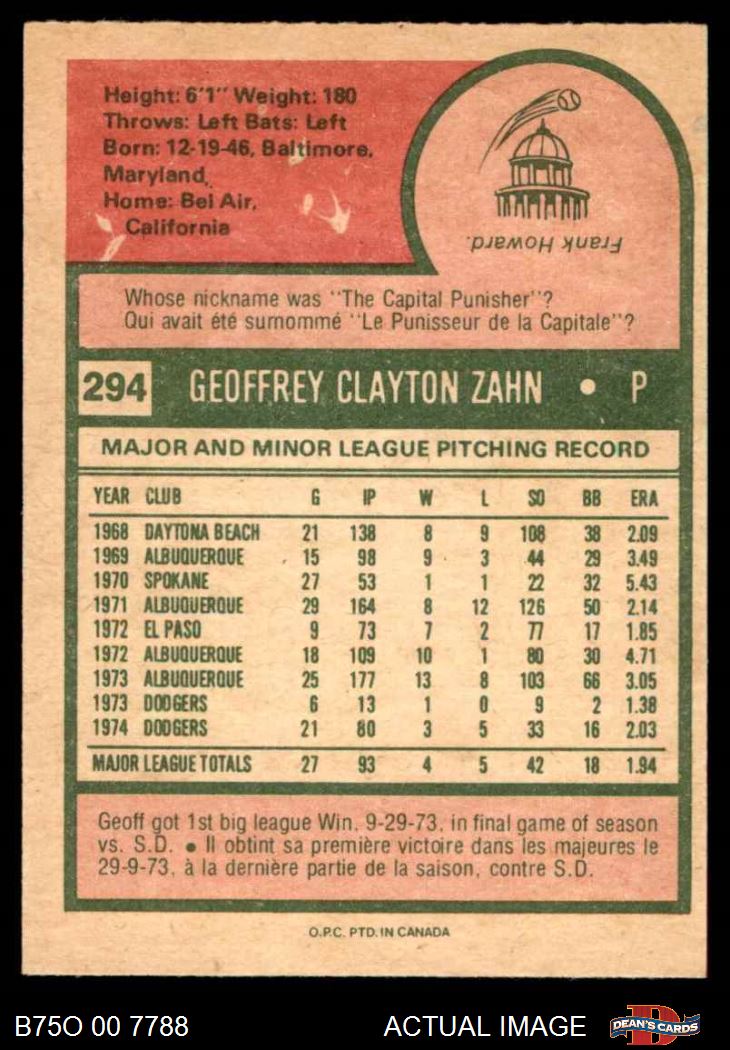 Height: 6'1" Weight: 180
Throws: Left Bats: Left
Born: 12-19-46, Baltimore,
Maryland,
Home: Bel Air,
California
Frank Howard.
Whose nickname was "The Capital Punisher"?
Qui avait été surnommé "Le Punisseur de la Capitale"?
294 GEOFFREY CLAYTON ZAHN • P
MAJOR AND MINOR LEAGUE PITCHING RECORD
YEAR CLUB G IP W L SO BB ERA
1968 DAYTONA BEACH 21 138 8 9 108 38 2.09
1969 ALBUQUERQUE 15 98 9 3 44 29 3.49
1970 SPOKANE 27 53 1 1 22 32 5.43
1971 ALBUQUERQUE 29 164 8 12 126 50 2.14
1972 EL PASO 9 73 7 2 77 17 1.85
1972 ALBUQUERQUE 18 109 10 1 80 30 4.71
1973 ALBUQUERQUE 25 177 13 8 103 66 3.05
1973 DODGERS 6 13 1 0 9 2 1.38
1974 DODGERS 21 80 3 5 33 16 2.03
MAJOR LEAGUE TOTALS 27 93 4 5 42 18 1.94
Geoff got 1st big league Win, 9-29-73, in final game of season
vs. S.D. • Il obtint sa première victoire dans les majeures le
29-9-73, à la dernière partie de la saison, contre S.D.
O.P.C. PTD. IN CANADA
B75O 00 7788 ACTUAL IMAGE DEAN'S CARDS